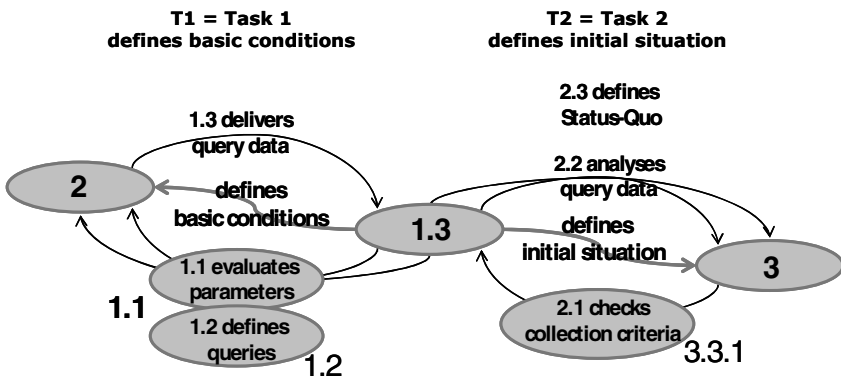 T1 = Task 1
defines basic conditions
T2 = Task 2
defines initial situation
2.3 defines
Status-Quo
1.3 delivers
query data
2.2 analyses
query data
2
defines
basic conditions
1.3
defines
initial situation
3
1.1 evaluates
parameters
1.1
1.2 defines
queries
1.2
2.1 checks
collection criteria
3.3.1